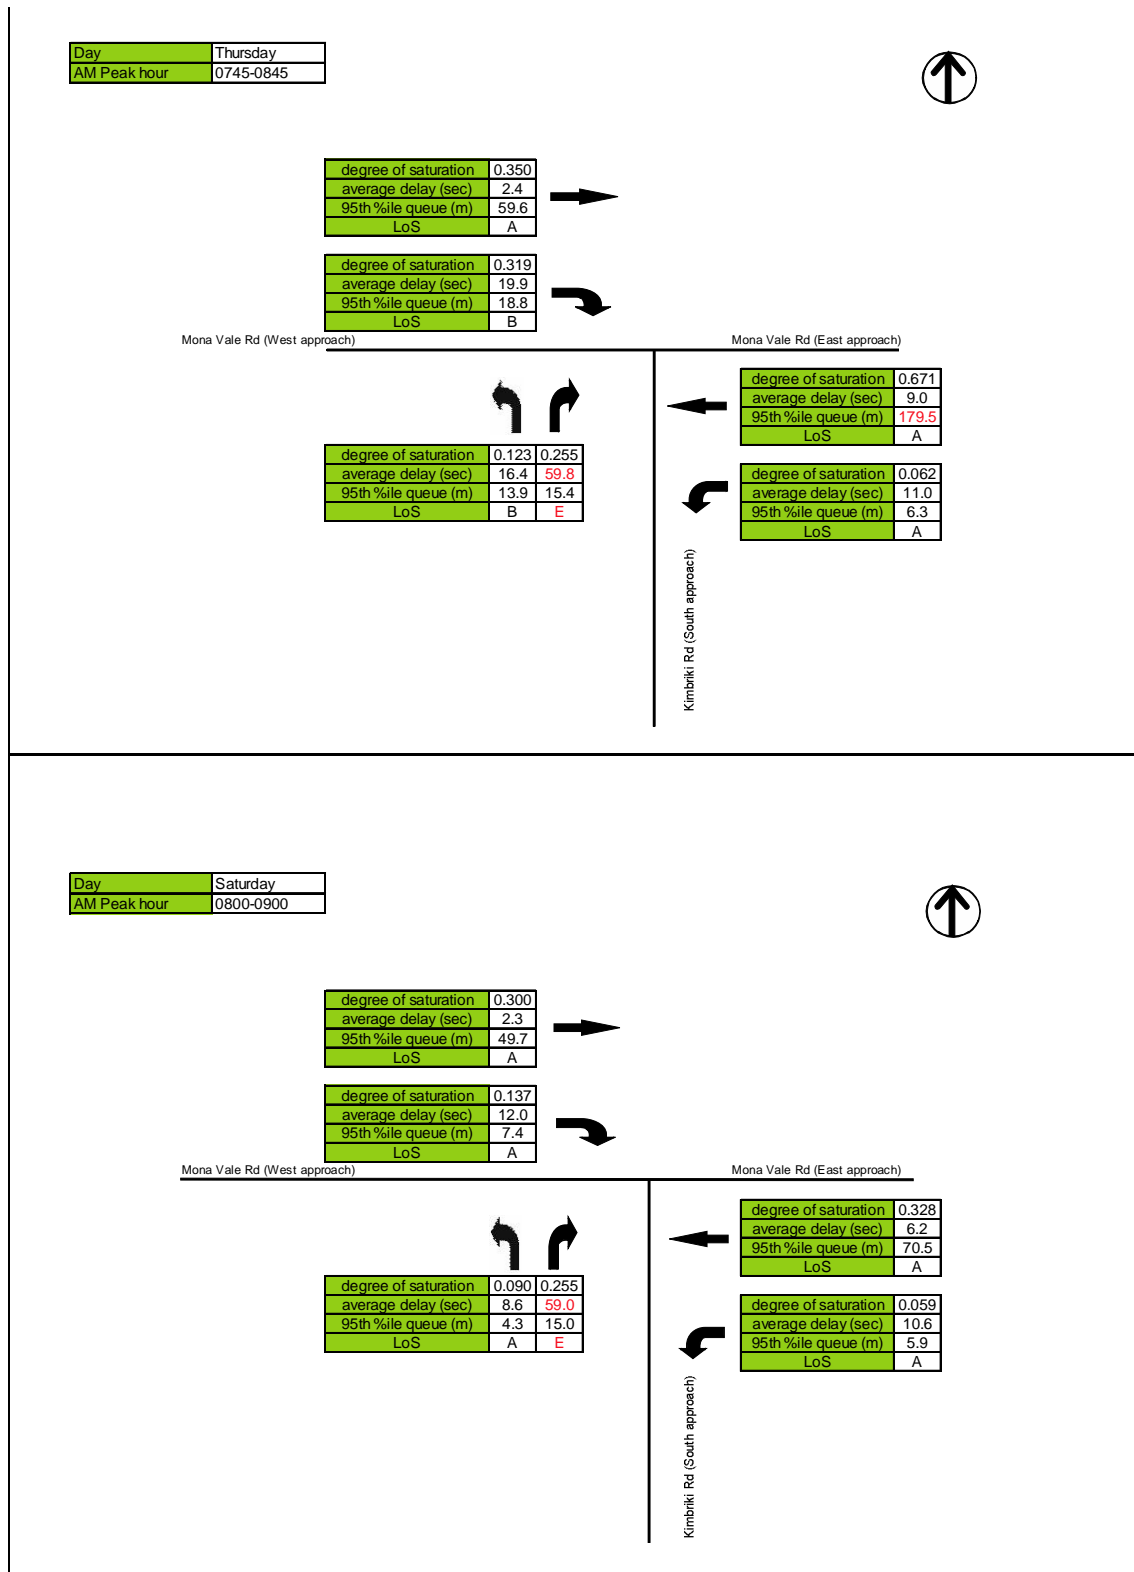 Day Thursday
AM Peak hour 0745-0845
degree of saturation 0.350
average delay (sec) 2.4
95th %ile queue (m) 59.6
LoS A
degree of saturation 0.319
average delay (sec) 19.9
95th %ile queue (m) 18.8
LoS B
Mona Vale Rd (West approach) Mona Vale Rd (East approach)
degree of saturation 0.671
average delay (sec) 9.0
95th %ile queue (m) 179.5
LoS A
degree of saturation 0.123 0.255
average delay (sec) 16.4 59.8
95th %ile queue (m) 13.9 15.4
LoS B E
degree of saturation 0.062
average delay (sec) 11.0
95th %ile queue (m) 6.3
LoS A
Kimbriki Rd (South approach)
Day Saturday
AM Peak hour 0800-0900
degree of saturation 0.300
average delay (sec) 2.3
95th %ile queue (m) 49.7
LoS A
degree of saturation 0.137
average delay (sec) 12.0
95th %ile queue (m) 7.4
LoS A
Mona Vale Rd (West approach) Mona Vale Rd (East approach)
degree of saturation 0.328
average delay (sec) 6.2
95th %ile queue (m) 70.5
LoS A
degree of saturation 0.090 0.255
average delay (sec) 8.6 59.0
95th %ile queue (m) 4.3 15.0
LoS A E
degree of saturation 0.059
average delay (sec) 10.6
95th %ile queue (m) 5.9
LoS A
Kimbriki Rd (South approach)